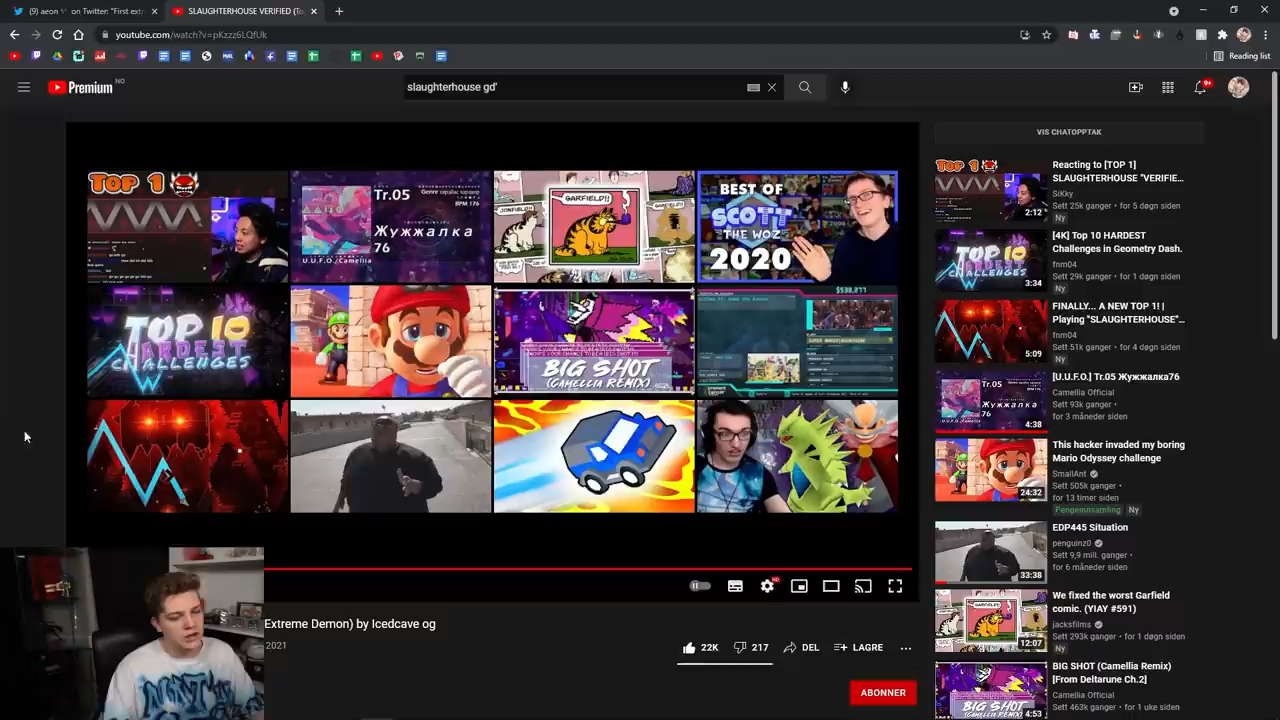 (9) aeon on Twitter: "First extr
SLAUGHTERHOUSE VERIFIED (To
youtube.com/watch?v=pKzzz6LQfUk
Reading list
Premium NO
slaughterhouse gd'
9+
VIS CHATOPPTAK
TOP 1
Tr.05
BPM 176
Жужжалка
76
U.U.F.O./Camellia
JONFIELD!!
GARFIELD!!
GARFIELD!!
BEST OF
SCOTT
THE WOZ
2020
TOP 10
HARDEST
CHALLENGES
BIG SHOT
(CAMELLIA REMIX)
$538,277
Reacting to [TOP 1]
SLAUGHTERHOUSE "VERIFIE...
SiKky
Sett 25k ganger • for 5 døgn siden
Ny
2:12
[4K] Top 10 HARDEST
Challenges in Geometry Dash.
fnm04
Sett 29k ganger • for 1 døgn siden
Ny
3:34
FINALLY... A NEW TOP 1! |
Playing "SLAUGHTERHOUSE"...
fnm04
Sett 51k ganger • for 4 døgn siden
Ny
5:09
[U.U.F.O.] Tr.05 Жужжалка76
Camellia Official
Sett 93k ganger •
for 3 måneder siden
4:38
This hacker invaded my boring
Mario Odyssey challenge
SmallAnt
Sett 505k ganger •
for 13 timer siden
Pengeinnsamling Ny
24:32
EDP445 Situation
penguinz0
Sett 9,9 mill. ganger •
for 6 måneder siden
33:38
We fixed the worst Garfield
comic. (YIAY #591)
jacksfilms
Sett 293k ganger • for 1 døgn siden
Ny
12:07
BIG SHOT (Camellia Remix)
[From Deltarune Ch.2]
Camellia Official
Sett 463k ganger • for 1 uke siden
4:53
HD
Extreme Demon) by Icedcave og
2021
22K 217 DEL LAGRE
ABONNER